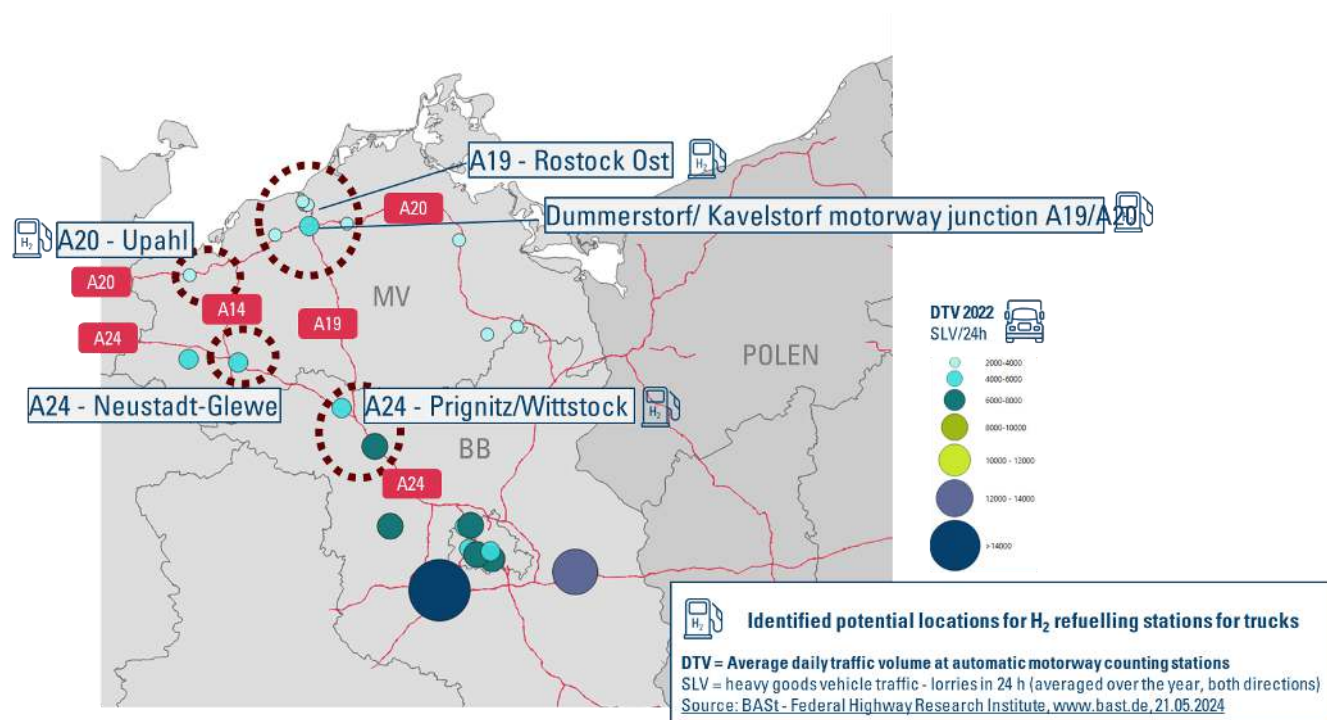 A19 - Rostock Ost
H₂
A20
Dummerstorf/ Kavelstorf motorway junction A19/A20
H₂
A20 - Upahl
A20
A14
MV
A19
A24
DTV 2022
SLV/24h
POLEN
2000-4000
4000-6000
6000-8000
8000-10000
10000 - 12000
12000 - 14000
>14000
A24 - Neustadt-Glewe
A24 - Prignitz/Wittstock
H₂
BB
A24
H₂
Identified potential locations for H₂ refuelling stations for trucks
DTV = Average daily traffic volume at automatic motorway counting stations
SLV = heavy goods vehicle traffic - lorries in 24 h (averaged over the year, both directions)
Source: BASt - Federal Highway Research Institute, www.bast.de, 21.05.2024